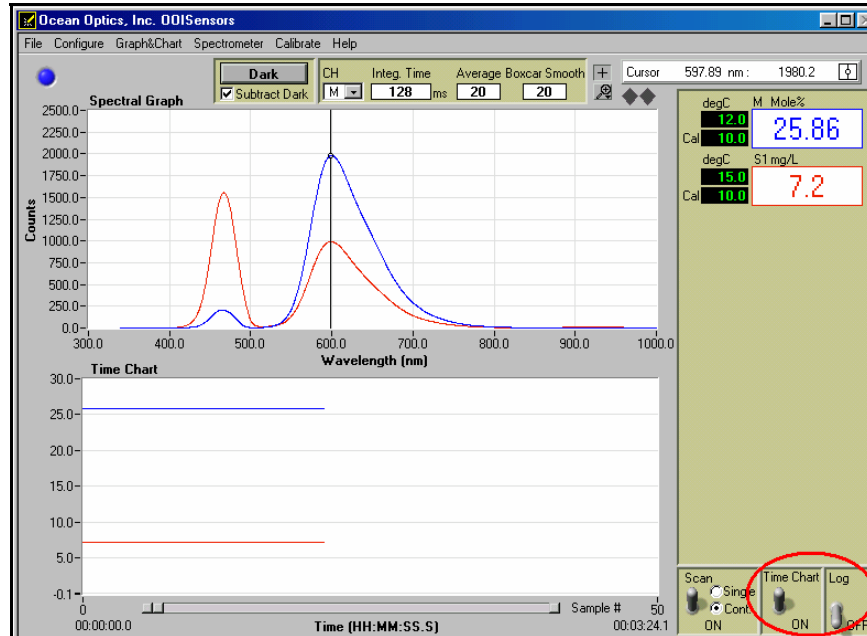 Ocean Optics, Inc. OOISensors
File Configure Graph&Chart Spectrometer Calibrate Help
Dark
Subtract Dark
CH Integ. Time Average Boxcar Smooth
M 128 ms 20 20
Cursor 597.89 nm : 1980.2
Spectral Graph
2500.0
2250.0
2000.0
1750.0
1500.0
1250.0
1000.0
750.0
500.0
250.0
0.0
Counts
300.0 400.0 500.0 600.0 700.0 800.0 900.0 1000.0
Wavelength (nm)
degC M Mole%
12.0
Cal 10.0
25.86
degC S1 mg/L
15.0
Cal 10.0
7.2
Time Chart
30.0
25.0
20.0
15.0
10.0
5.0
-0.1
0 Sample # 50
00:00:00.0 Time (HH:MM:SS.S) 00:03:24.1
Scan
Single
Cont.
ON
Time Chart
ON
Log
OFF